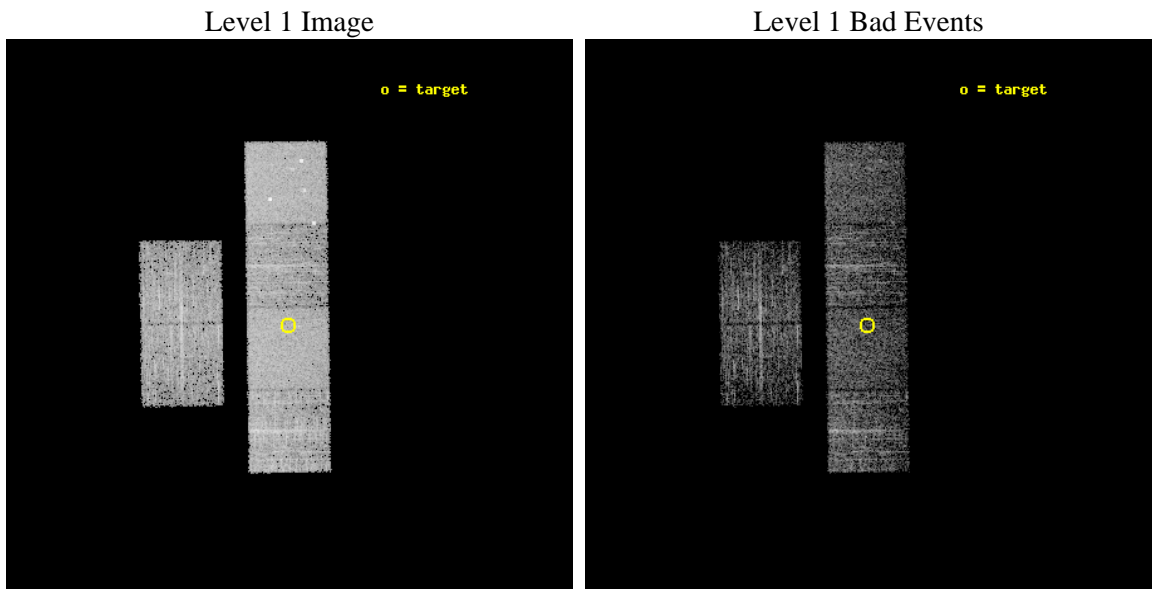 Level 1 Image
Level 1 Bad Events
o = target
o = target